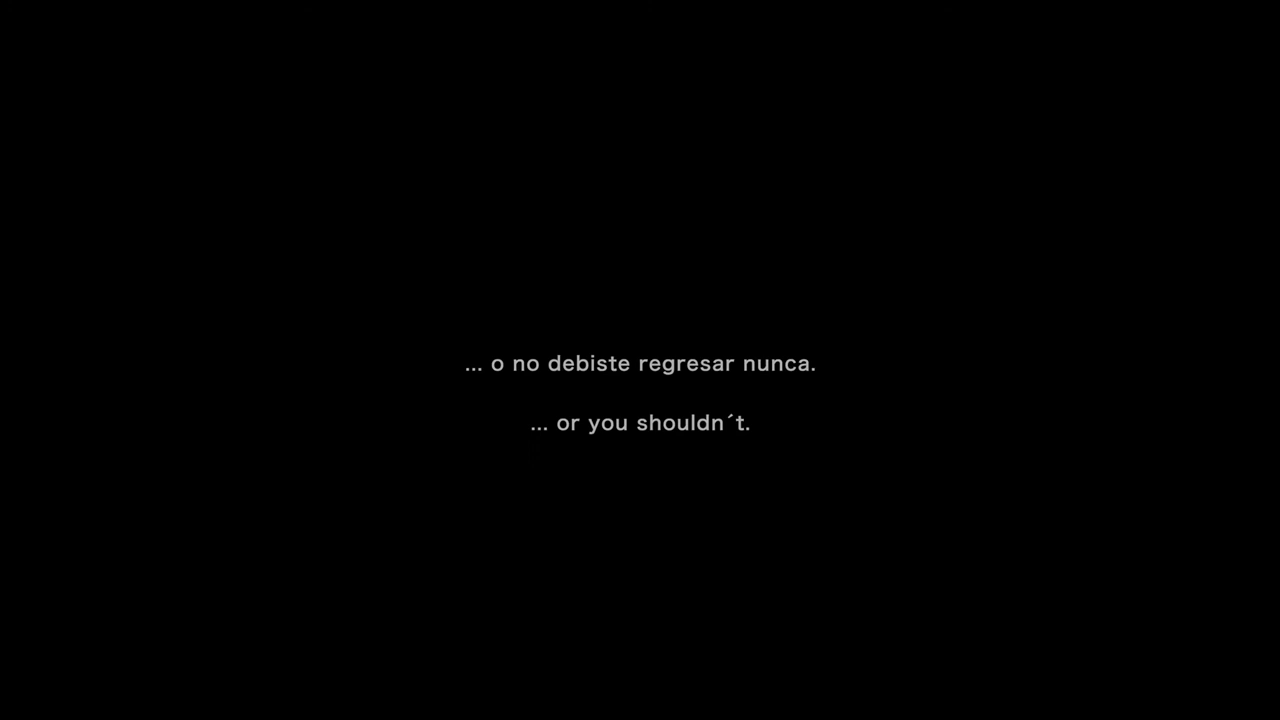 ... o no debiste regresar nunca.
... or you shouldn´t.